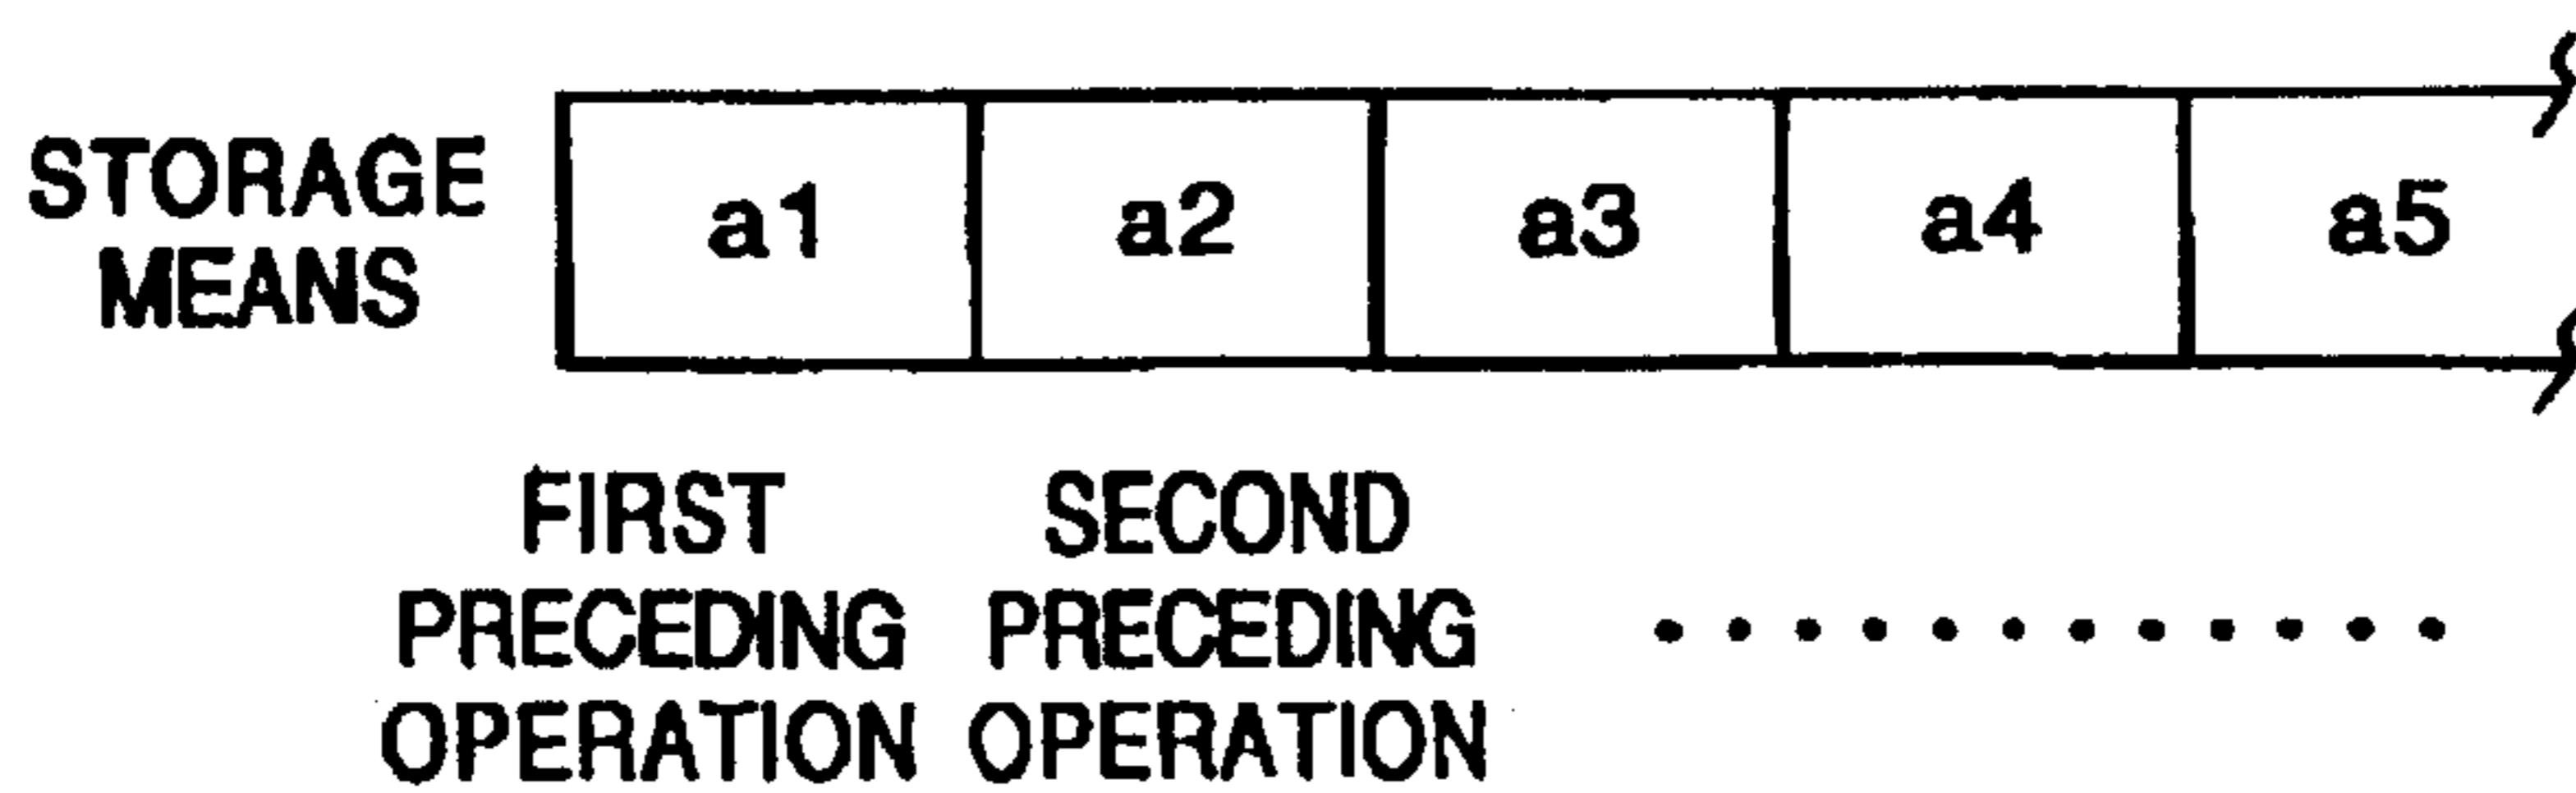 STORAGE
MEANS
a1 a2 a3 a4 a5
FIRST
PRECEDING
OPERATION
SECOND
PRECEDING
OPERATION
. . . . . . . . . . . .